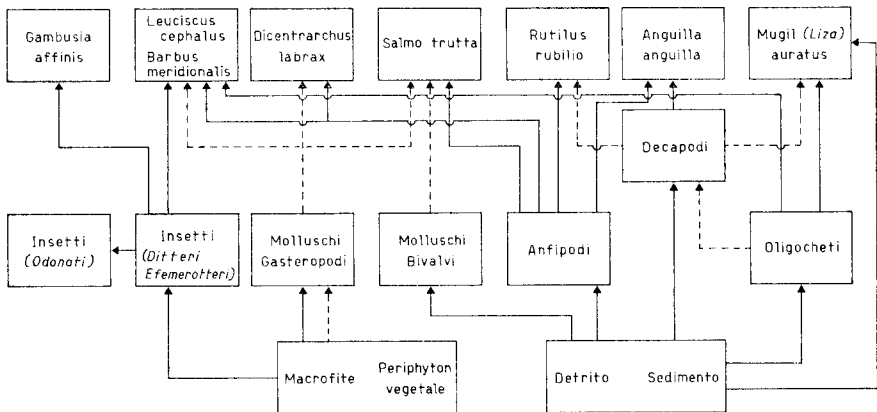 Gambusia
affinis
Leuciscus
cephalus
Barbus
meridionalis
Dicentrarchus
labrax
Salmo trutta
Rutilus
rubilio
Anguilla
anguilla
Mugil (Liza)
auratus
Decapodi
Insetti
(Odonati)
Insetti
(Ditteri
Efemerotteri)
Molluschi
Gasteropodi
Molluschi
Bivalvi
Anfipodi
Oligocheti
Macrofite
Periphyton
vegetale
Detrito
Sedimento